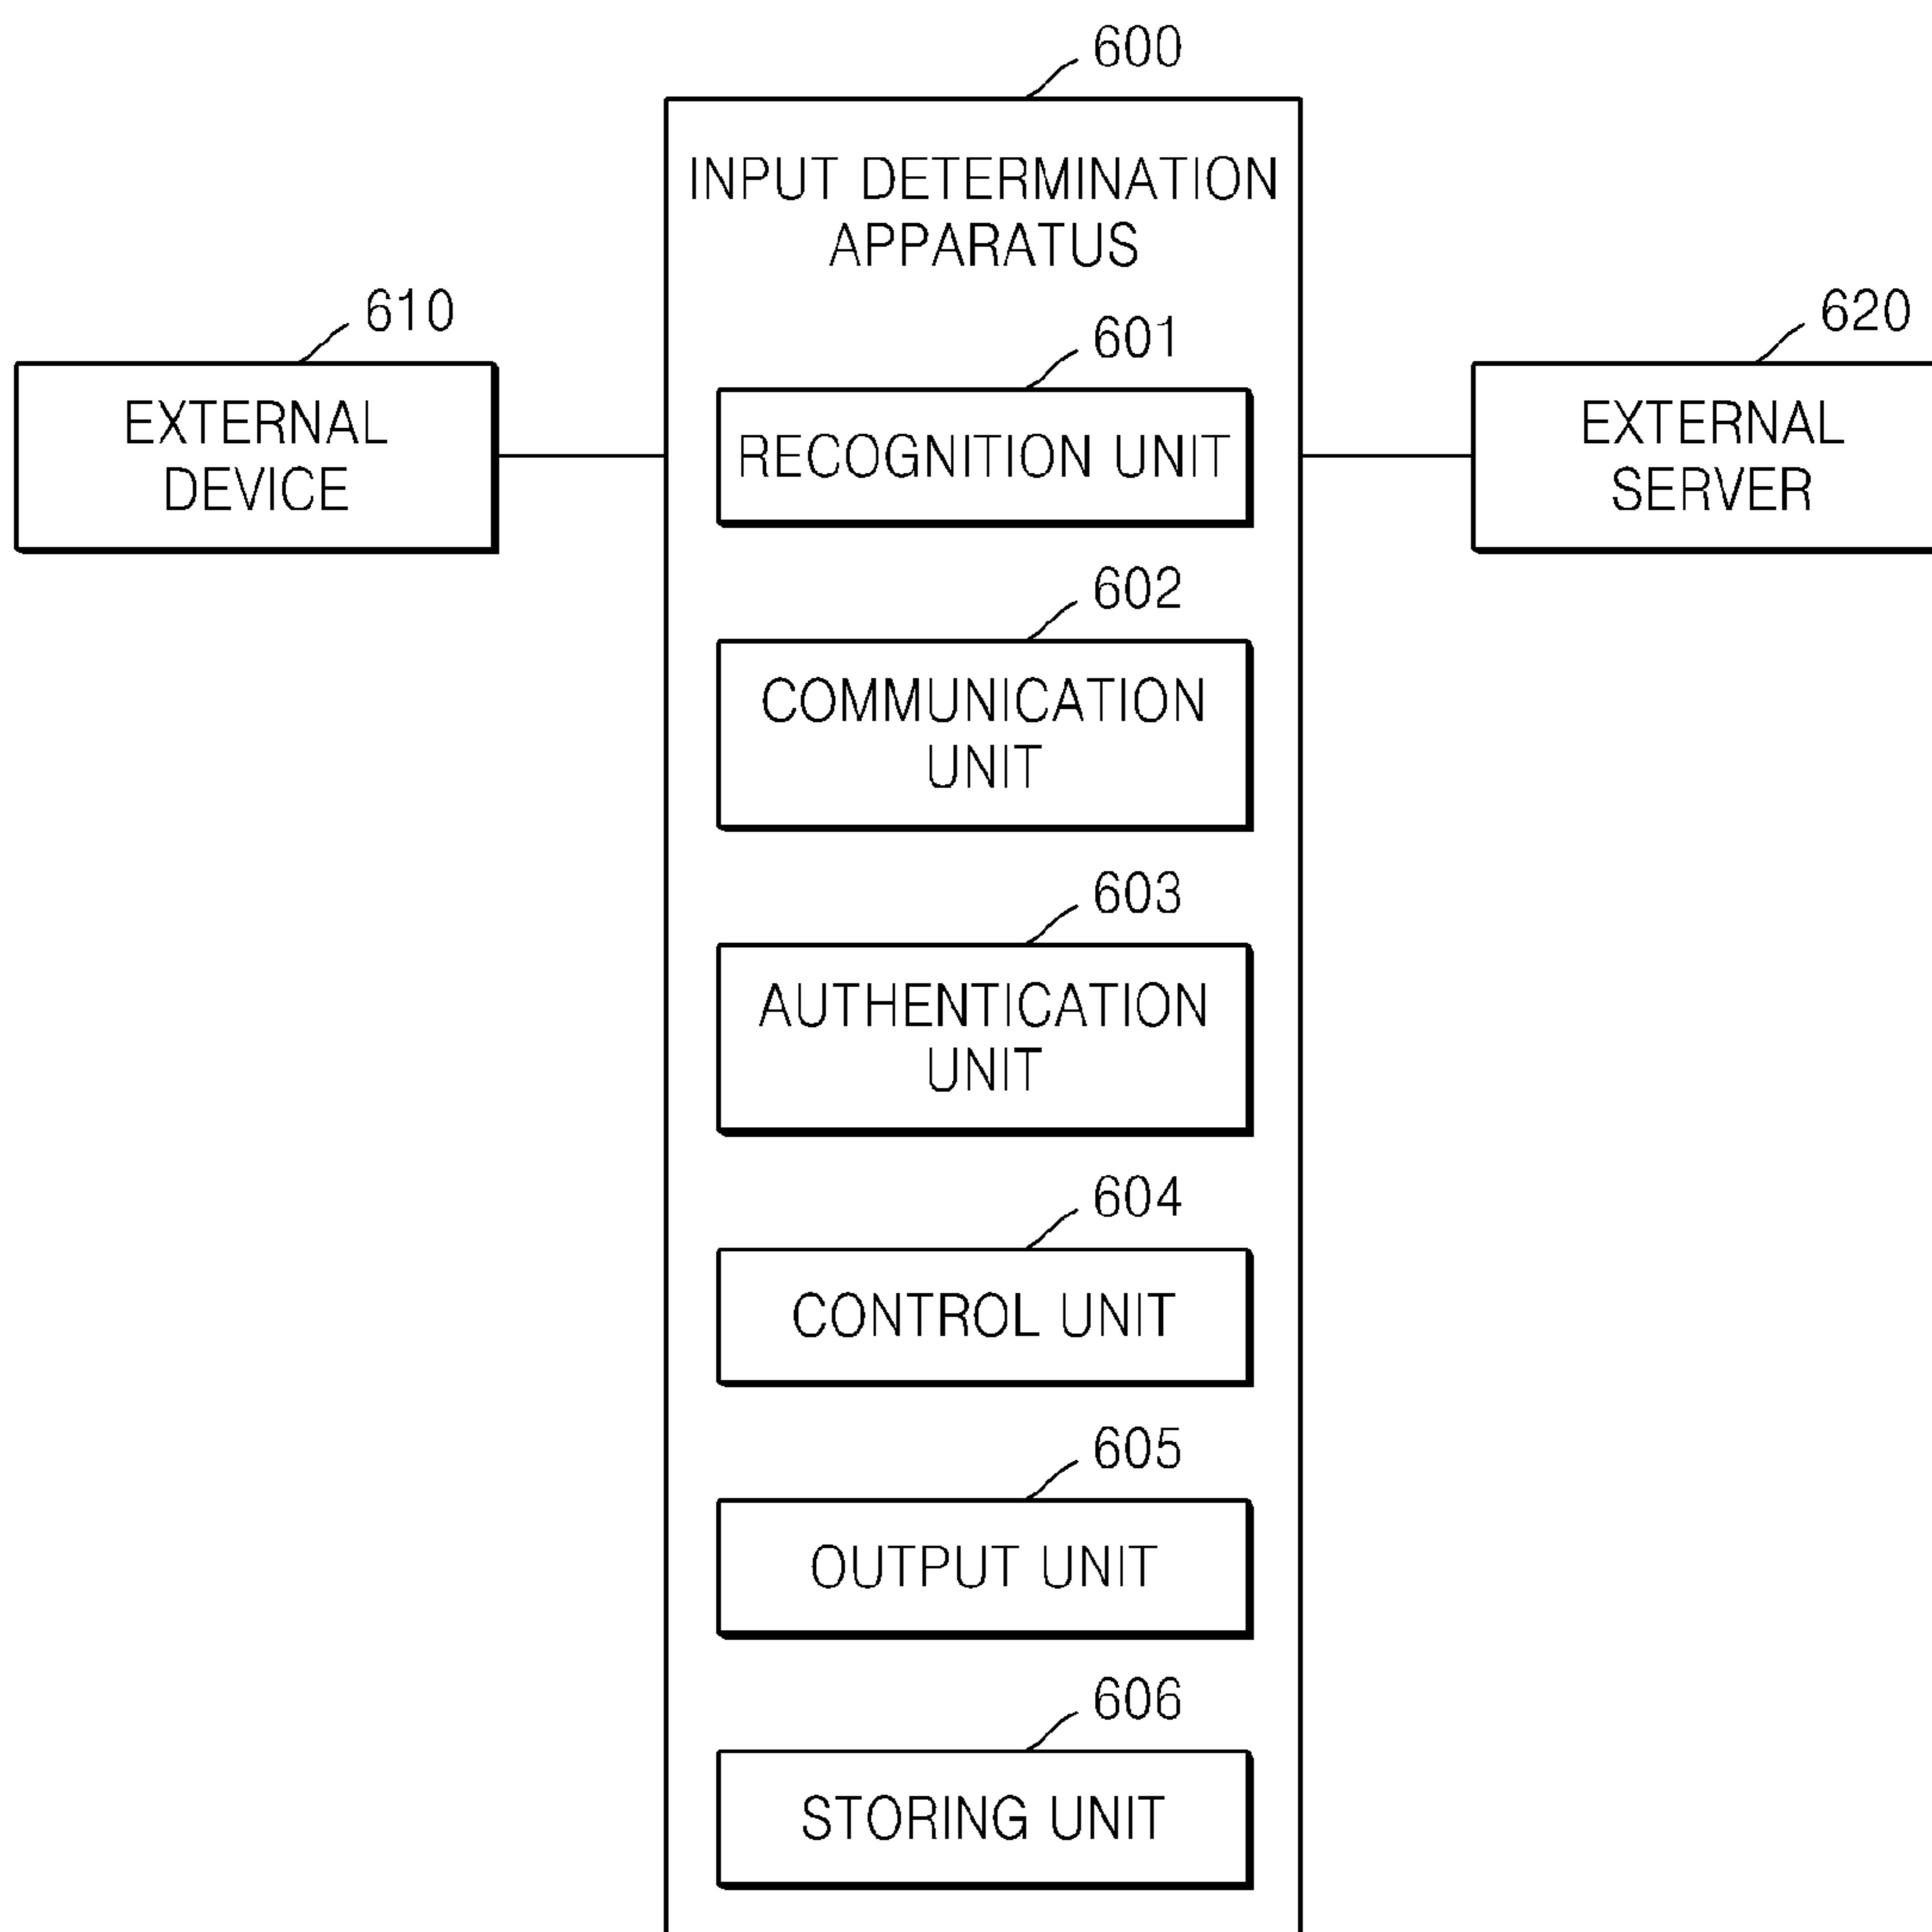 600
INPUT DETERMINATION
APPARATUS
610
EXTERNAL
DEVICE
601
RECOGNITION UNIT
620
EXTERNAL
SERVER
602
COMMUNICATION
UNIT
603
AUTHENTICATION
UNIT
604
CONTROL UNIT
605
OUTPUT UNIT
606
STORING UNIT